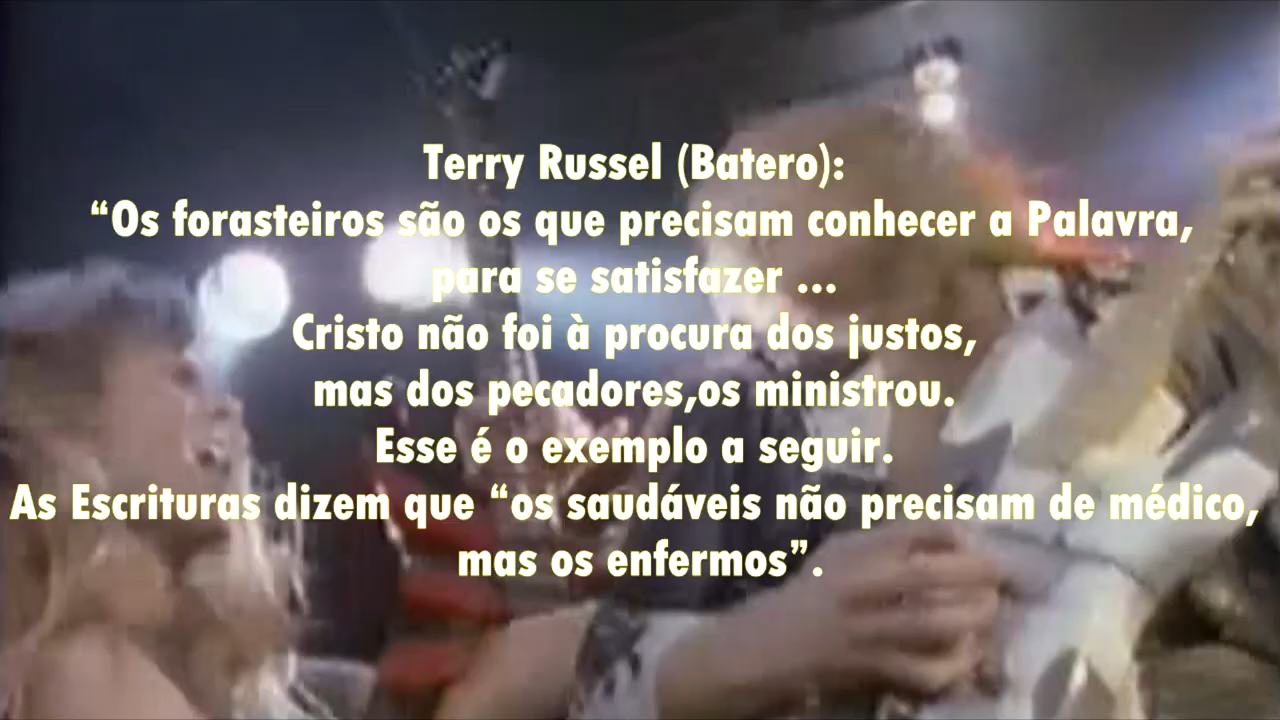 Terry Russel (Batero):
“Os forasteiros são os que precisam conhecer a Palavra,
para se satisfazer ...
Cristo não foi à procura dos justos,
mas dos pecadores,os ministrou.
Esse é o exemplo a seguir.
As Escrituras dizem que “os saudáveis não precisam de médico,
mas os enfermos”.